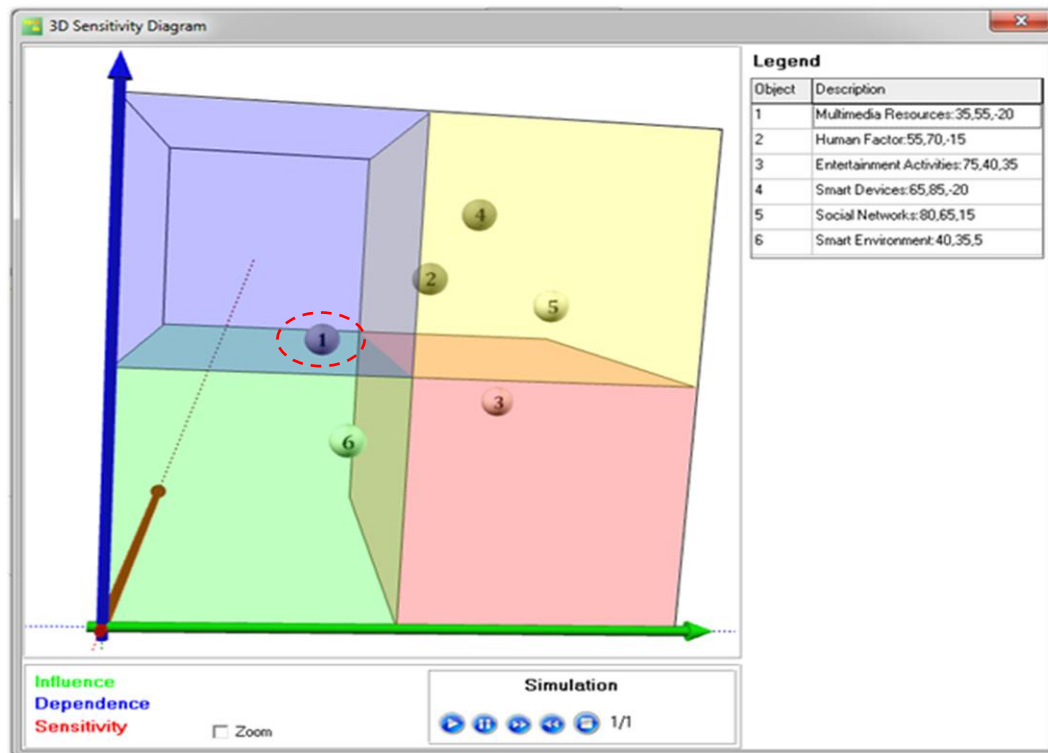 3D Sensitivity Diagram
Legend
Object Description
1 Multimedia Resources:35,55,-20
2 Human Factor:55,70,-15
3 Entertainment Activities:75,40,35
4 Smart Devices:65,85,-20
5 Social Networks:80,65,15
6 Smart Environment:40,35,5
4
2
5
1
3
6
Influence
Dependence
Sensitivity
Zoom
Simulation
1/1